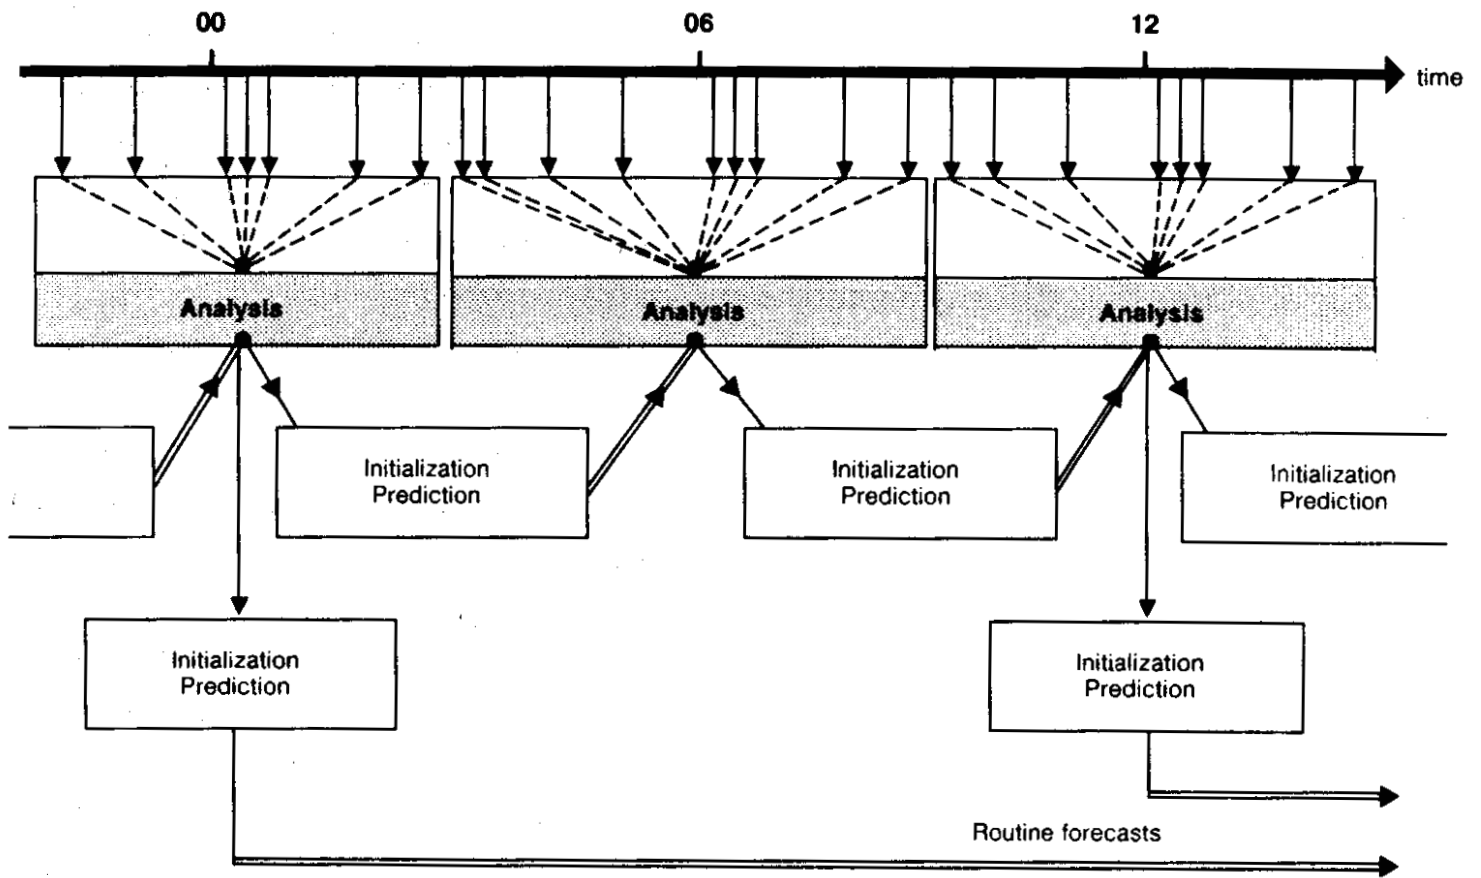 00
06
12
time
Analysis
Analysis
Analysis
Initialization
Prediction
Initialization
Prediction
Initialization
Prediction
Initialization
Prediction
Initialization
Prediction
Routine forecasts